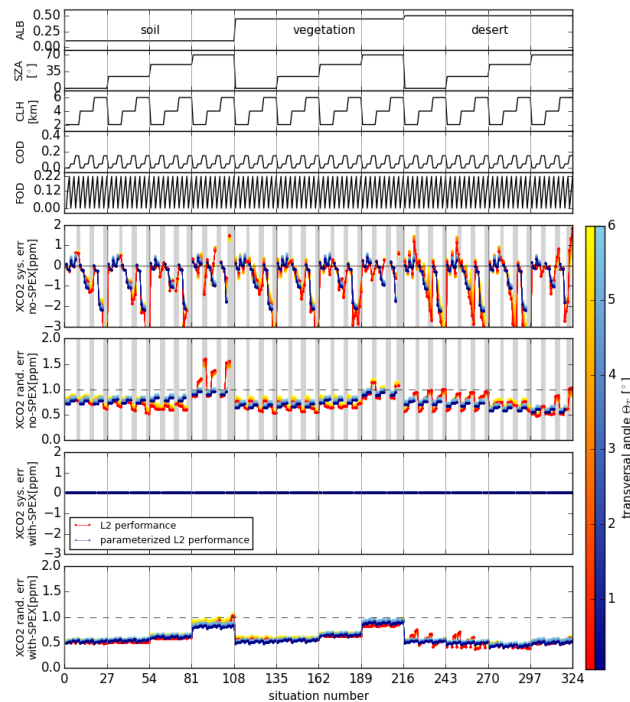 ALB
0.50
0.25
0.00
soil
vegetation
desert
SZA
[°]
70
35
0
CLH
[km]
6
4
2
COD
0.4
0.2
0.0
FOD
0.22
0.12
0.00
XCO2 sys. err
no-SPEX[ppm]
2
1
0
−1
−2
−3
XCO2 rand. err
no-SPEX[ppm]
2.0
1.5
1.0
0.5
0.0
XCO2 sys. err
with-SPEX[ppm]
2
1
0
−1
−2
−3
L2 performance
parameterized L2 performance
XCO2 rand. err
with-SPEX[ppm]
2.0
1.5
1.0
0.5
0.0
0 27 54 81 108 135 162 189 216 243 270 297 324
situation number
6
5
4
3
2
1
transversal angle Θ_T [°]